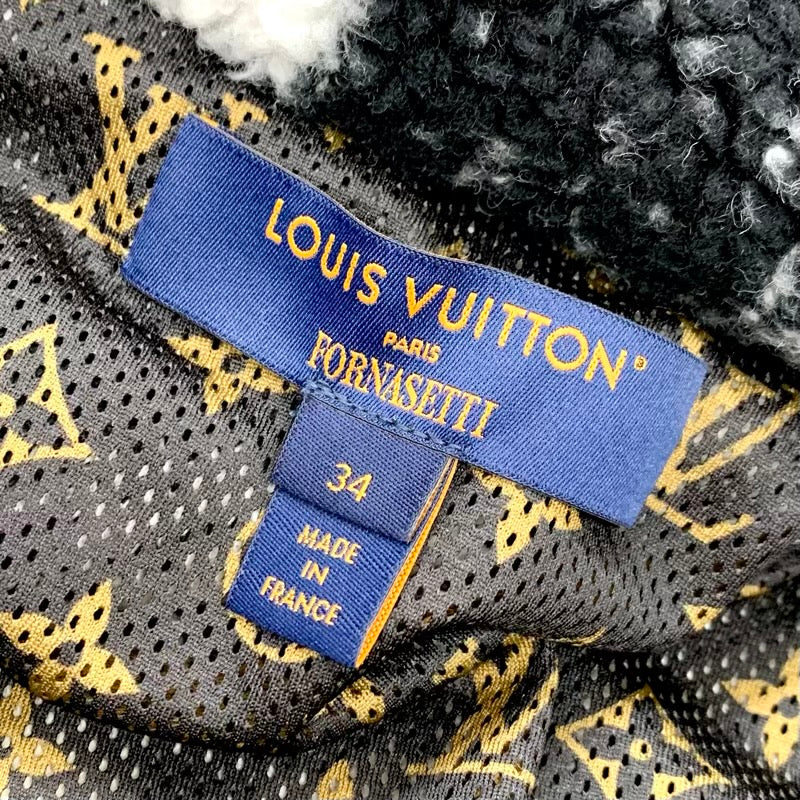 LOUIS VUITTON®
PARIS
FORNASETTI
34
MADE
IN
FRANCE